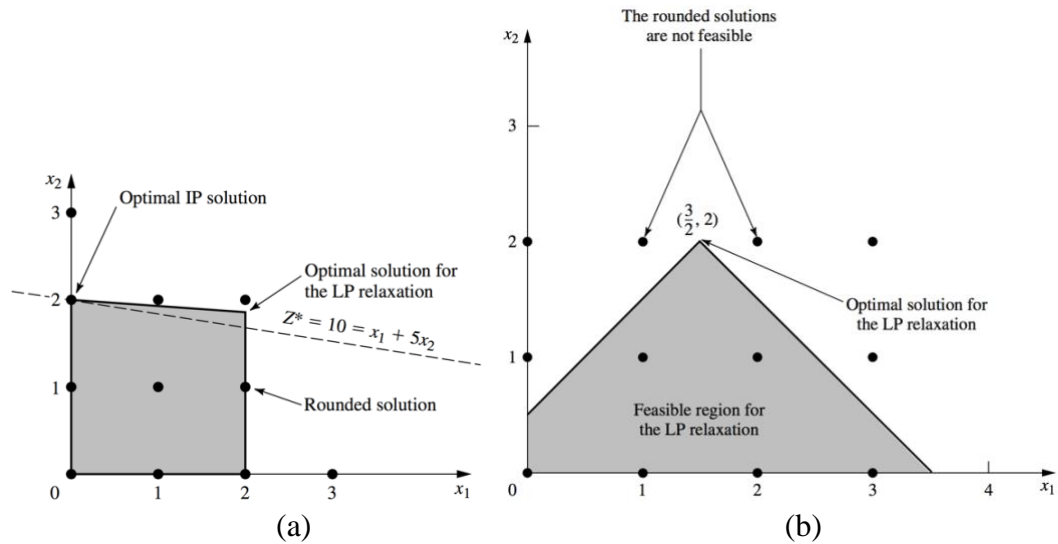 x₂
3
2
1
0
1
2
3
x₁
Optimal IP solution
Optimal solution for
the LP relaxation
Z* = 10 = x₁ + 5x₂
Rounded solution
(a)
The rounded solutions
are not feasible
x₂
3
2
1
0
1
2
3
4
x₁
(3/2, 2)
Optimal solution for
the LP relaxation
Feasible region for
the LP relaxation
(b)